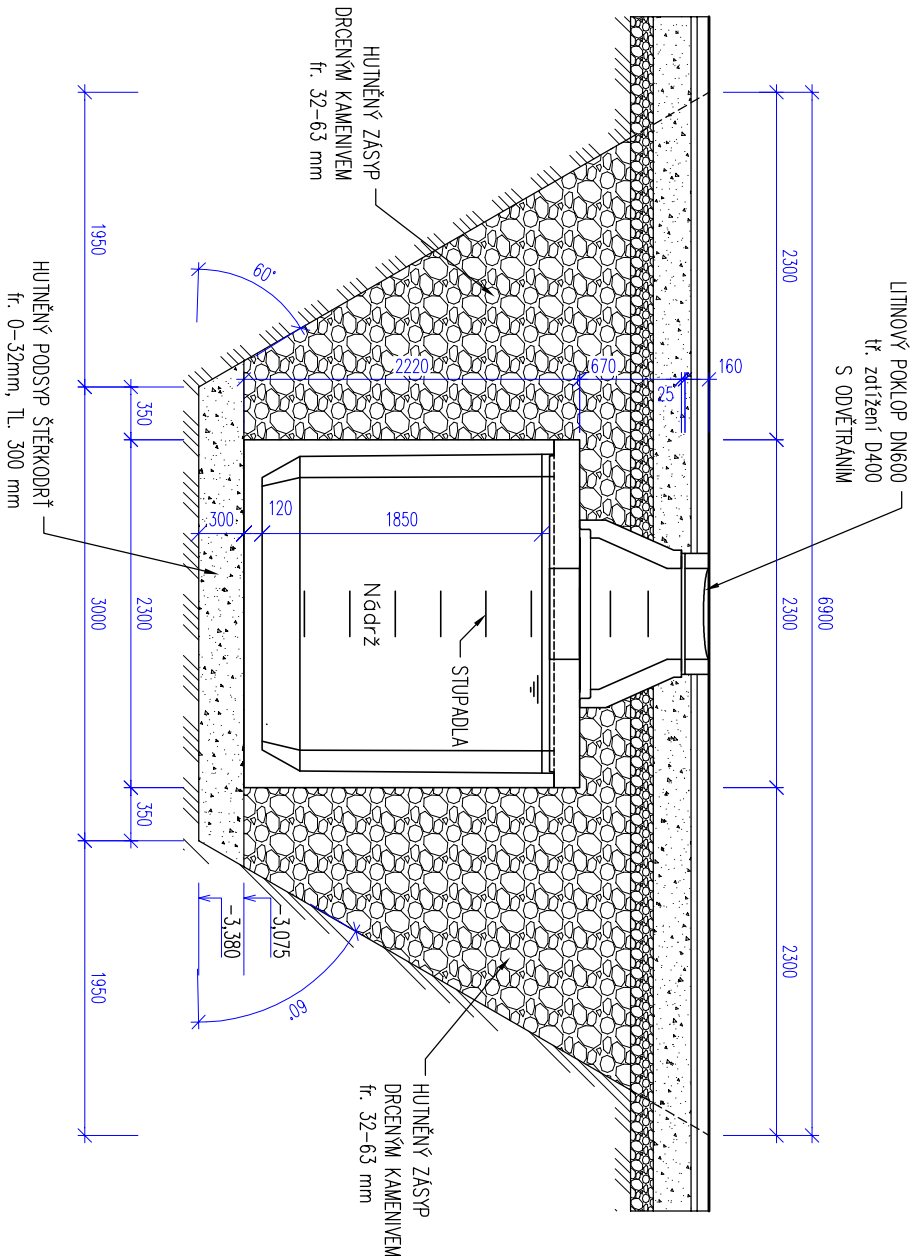 LITINOVÝ POKLOP DN600
tř. zatížení D400
S ODVĚTRÁNÍM
6900
2300
2300
2300
160
25
670
2220
HUTNĚNÝ ZÁSYP
DRCENÝM KAMENIVEM
fr. 32-63 mm
HUTNĚNÝ ZÁSYP
DRCENÝM KAMENIVEM
fr. 32-63 mm
STUPADLA
Nádrž
1850
120
300
60°
60°
-3,075
-3,380
350
2300
350
1950
3000
1950
HUTNĚNÝ PODSYP ŠTĚRKODRŤ
fr. 0-32mm, TL. 300 mm